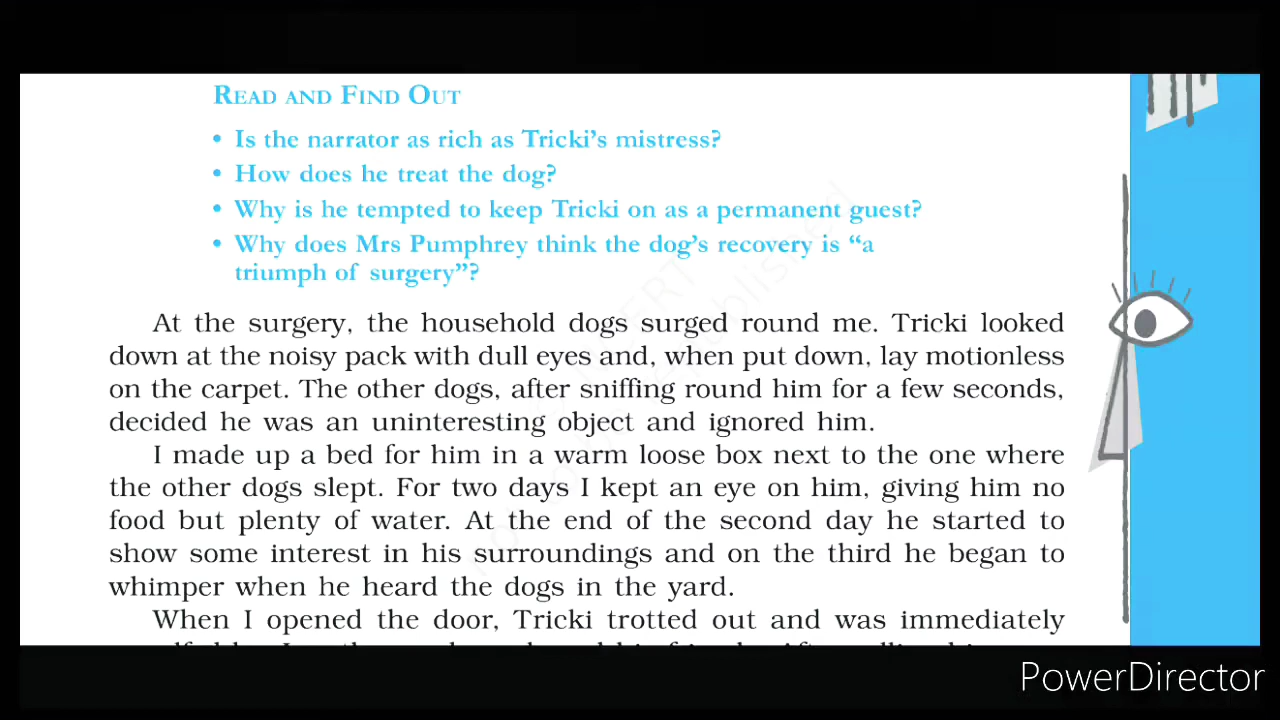 READ AND FIND OUT
• Is the narrator as rich as Tricki's mistress?
• How does he treat the dog?
• Why is he tempted to keep Tricki on as a permanent guest?
• Why does Mrs Pumphrey think the dog's recovery is “a
triumph of surgery”?
At the surgery, the household dogs surged round me. Tricki looked
down at the noisy pack with dull eyes and, when put down, lay motionless
on the carpet. The other dogs, after sniffing round him for a few seconds,
decided he was an uninteresting object and ignored him.
I made up a bed for him in a warm loose box next to the one where
the other dogs slept. For two days I kept an eye on him, giving him no
food but plenty of water. At the end of the second day he started to
show some interest in his surroundings and on the third he began to
whimper when he heard the dogs in the yard.
When I opened the door, Tricki trotted out and was immediately
PowerDirector